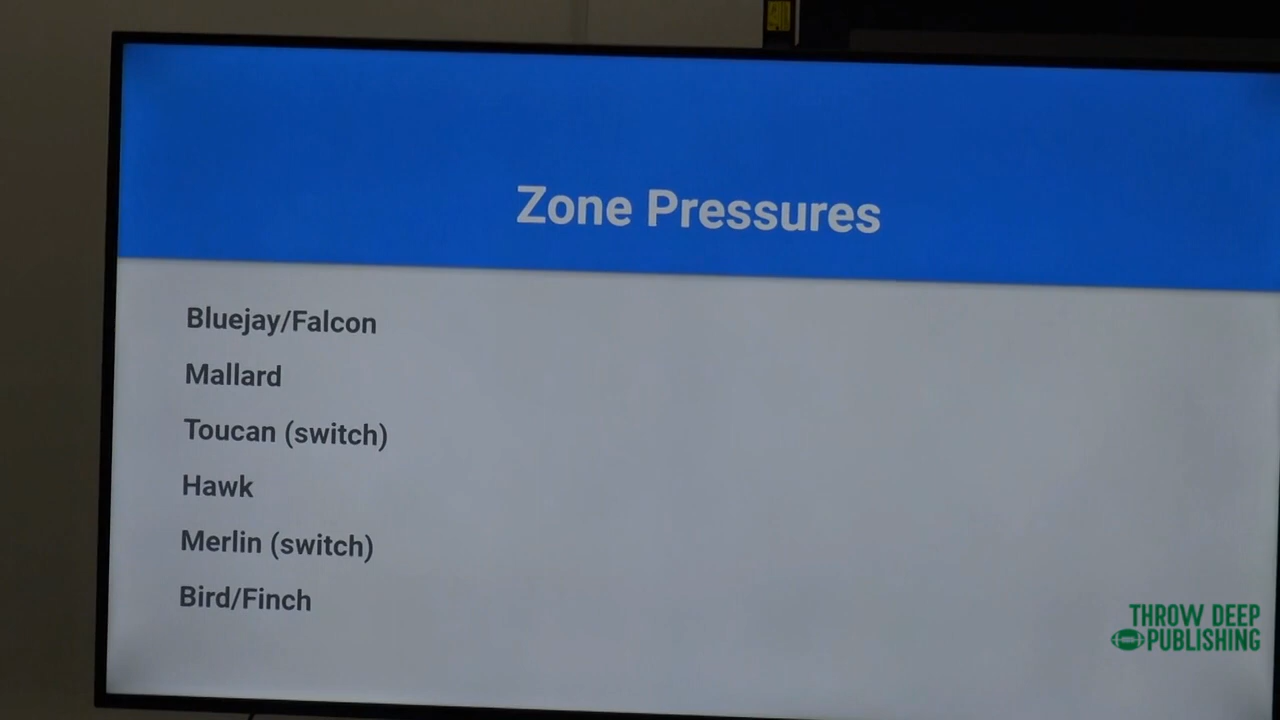 Zone Pressures
Bluejay/Falcon
Mallard
Toucan (switch)
Hawk
Merlin (switch)
Bird/Finch
THROW DEEP
PUBLISHING